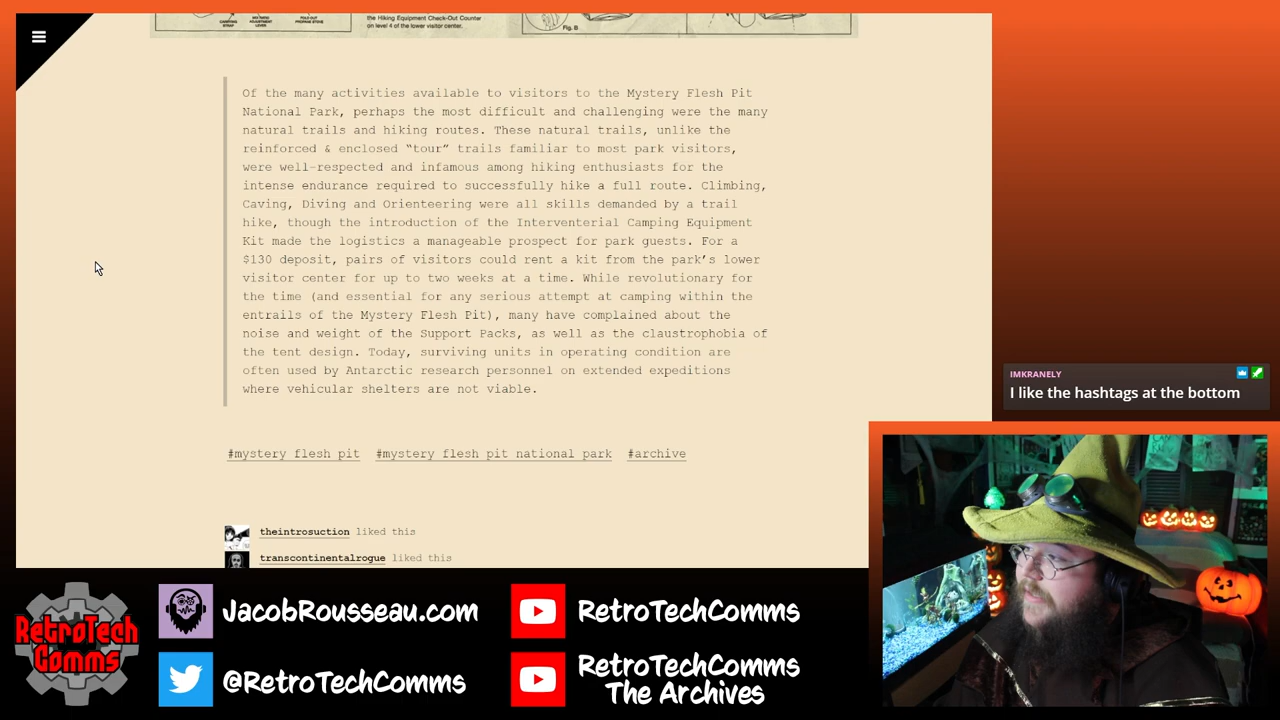 the Hiking Equipment Check-Out Counter
on level 4 of the lower visitor center.
Fig. B
Of the many activities available to visitors to the Mystery Flesh Pit
National Park, perhaps the most difficult and challenging were the many
natural trails and hiking routes. These natural trails, unlike the
reinforced & enclosed “tour” trails familiar to most park visitors,
were well-respected and infamous among hiking enthusiasts for the
intense endurance required to successfully hike a full route. Climbing,
Caving, Diving and Orienteering were all skills demanded by a trail
hike, though the introduction of the Interventerial Camping Equipment
Kit made the logistics a manageable prospect for park guests. For a
$130 deposit, pairs of visitors could rent a kit from the park’s lower
visitor center for up to two weeks at a time. While revolutionary for
the time (and essential for any serious attempt at camping within the
entrails of the Mystery Flesh Pit), many have complained about the
noise and weight of the Support Packs, as well as the claustrophobia of
the tent design. Today, surviving units in operating condition are
often used by Antarctic research personnel on extended expeditions
where vehicular shelters are not viable.
#mystery flesh pit #mystery flesh pit national park #archive
theintrosuction liked this
transcontinentalrogue liked this
IMKRANELY
I like the hashtags at the bottom
RetroTech
Comms
JacobRousseau.com
@RetroTechComms
RetroTechComms
RetroTechComms
The Archives